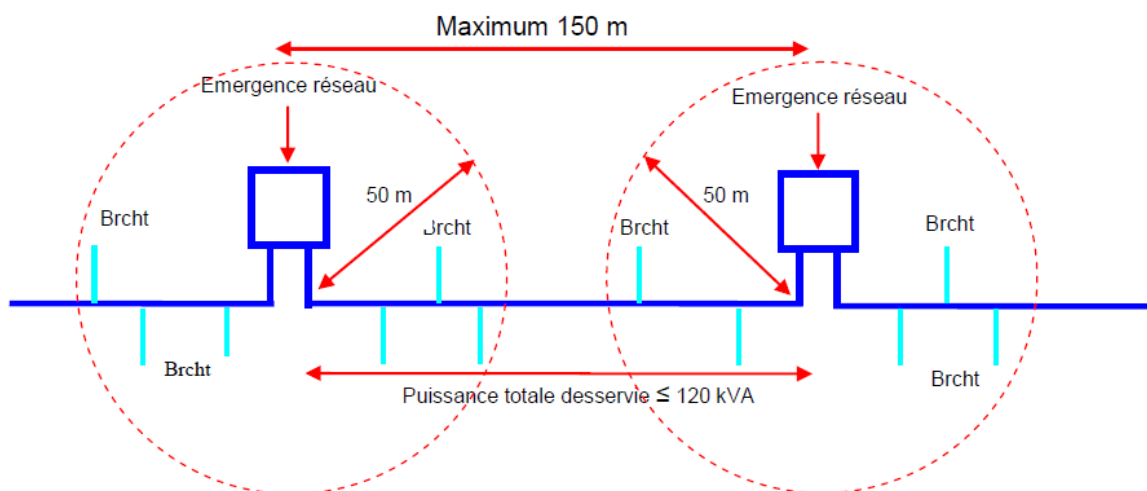 Maximum 150 m
Emergence réseau
Emergence réseau
50 m
50 m
Brcht
Brcht
Brcht
Brcht
Brcht
Brcht
Puissance totale desservie ≤ 120 kVA